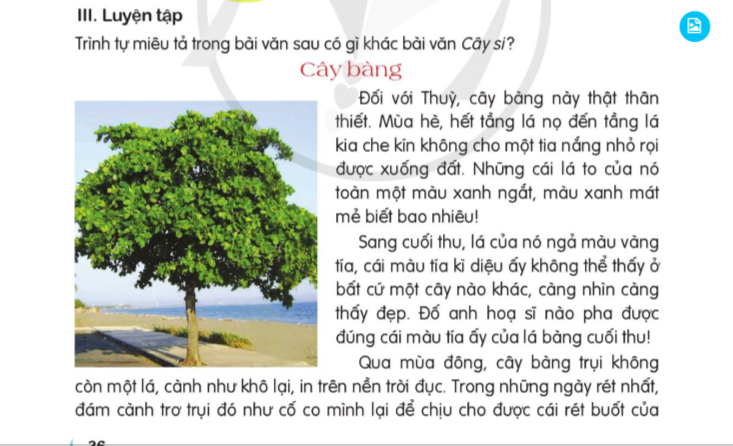 III. Luyện tập
Trình tự miêu tả trong bài văn sau có gì khác bài văn Cây si?
Cây bàng
Đối với Thuỳ, cây bàng này thật thân
thiết. Mùa hè, hết tầng lá nọ đến tầng lá
kia che kín không cho một tia nắng nhỏ rọi
được xuống đất. Những cái lá to của nó
toàn một màu xanh ngắt, màu xanh mát
mẻ biết bao nhiêu!
Sang cuối thu, lá của nó ngả màu vàng
tía, cái màu tía kì diệu ấy không thể thấy ở
bất cứ một cây nào khác, càng nhìn càng
thấy đẹp. Đố anh hoạ sĩ nào pha được
đúng cái màu tía ấy của lá bàng cuối thu!
Qua mùa đông, cây bàng trụi không
còn một lá, cành như khô lại, in trên nền trời đục. Trong những ngày rét nhất,
đám cành trơ trụi đó như cố co mình lại để chịu cho được cái rét buốt của